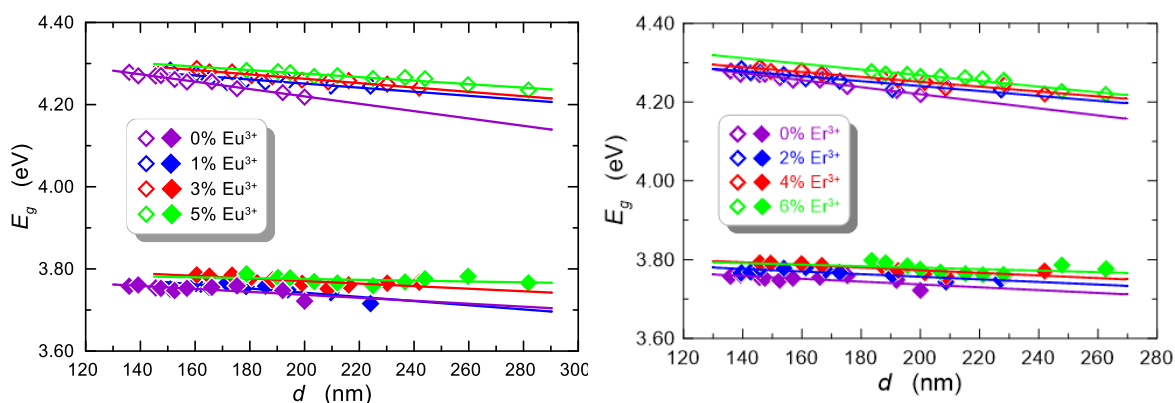 4.40
4.20
4.00
3.80
3.60
E_g (eV)
0% Eu³⁺
1% Eu³⁺
3% Eu³⁺
5% Eu³⁺
120 140 160 180 200 220 240 260 280 300
d (nm)
4.40
4.20
4.00
3.80
3.60
E_g (eV)
0% Er³⁺
2% Er³⁺
4% Er³⁺
6% Er³⁺
120 140 160 180 200 220 240 260 280
d (nm)